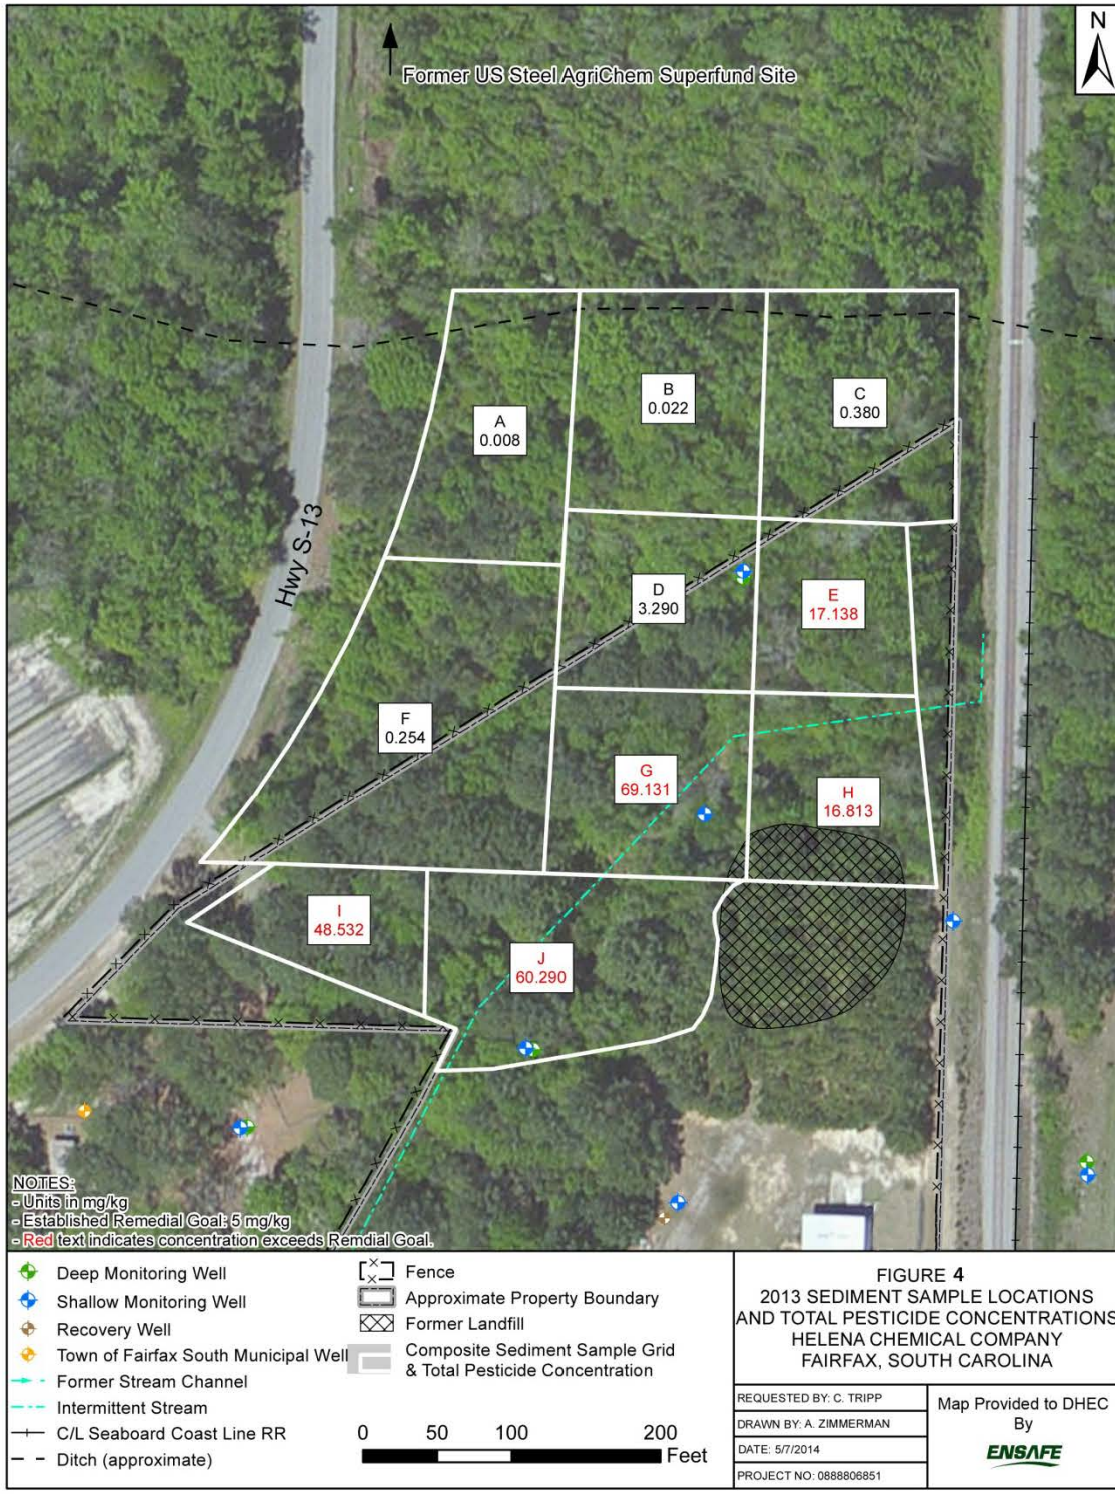 N
Former US Steel AgriChem Superfund Site
B
0.022
C
0.380
A
0.008
Hwy S-13
D
3.290
E
17.138
F
0.254
G
69.131
H
16.813
I
48.532
J
60.290
NOTES:
- Units in mg/kg
- Established Remedial Goal: 5 mg/kg
- Red text indicates concentration exceeds Remdial Goal.
Deep Monitoring Well
Shallow Monitoring Well
Recovery Well
Town of Fairfax South Municipal Well
Former Stream Channel
Intermittent Stream
C/L Seaboard Coast Line RR
Ditch (approximate)
Fence
Approximate Property Boundary
Former Landfill
Composite Sediment Sample Grid
& Total Pesticide Concentration
0 50 100 200
Feet
FIGURE 4
2013 SEDIMENT SAMPLE LOCATIONS
AND TOTAL PESTICIDE CONCENTRATIONS
HELENA CHEMICAL COMPANY
FAIRFAX, SOUTH CAROLINA
REQUESTED BY: C. TRIPP
DRAWN BY: A. ZIMMERMAN
DATE: 5/7/2014
PROJECT NO: 0888806851
Map Provided to DHEC
By
ENSAFE